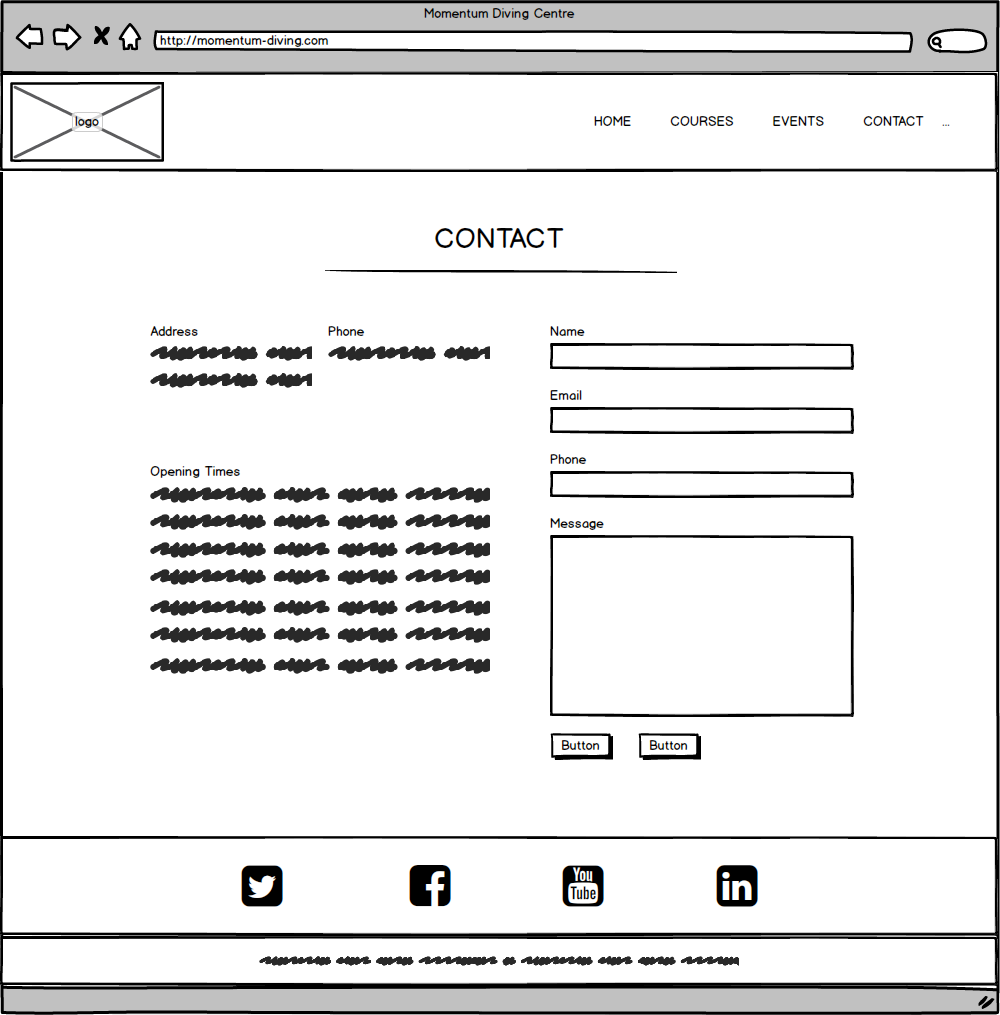 Momentum Diving Centre
http://momentum-diving.com
logo
HOME COURSES EVENTS CONTACT ...
CONTACT
Address Phone
Opening Times
Name
Email
Phone
Message
Button Button
You
Tube
in